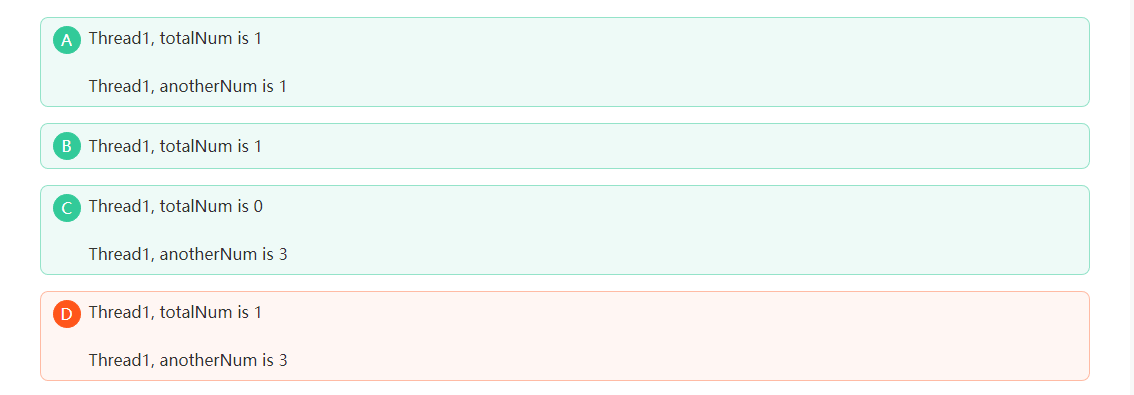 A Thread1, totalNum is 1
Thread1, anotherNum is 1
B Thread1, totalNum is 1
C Thread1, totalNum is 0
Thread1, anotherNum is 3
D Thread1, totalNum is 1
Thread1, anotherNum is 3